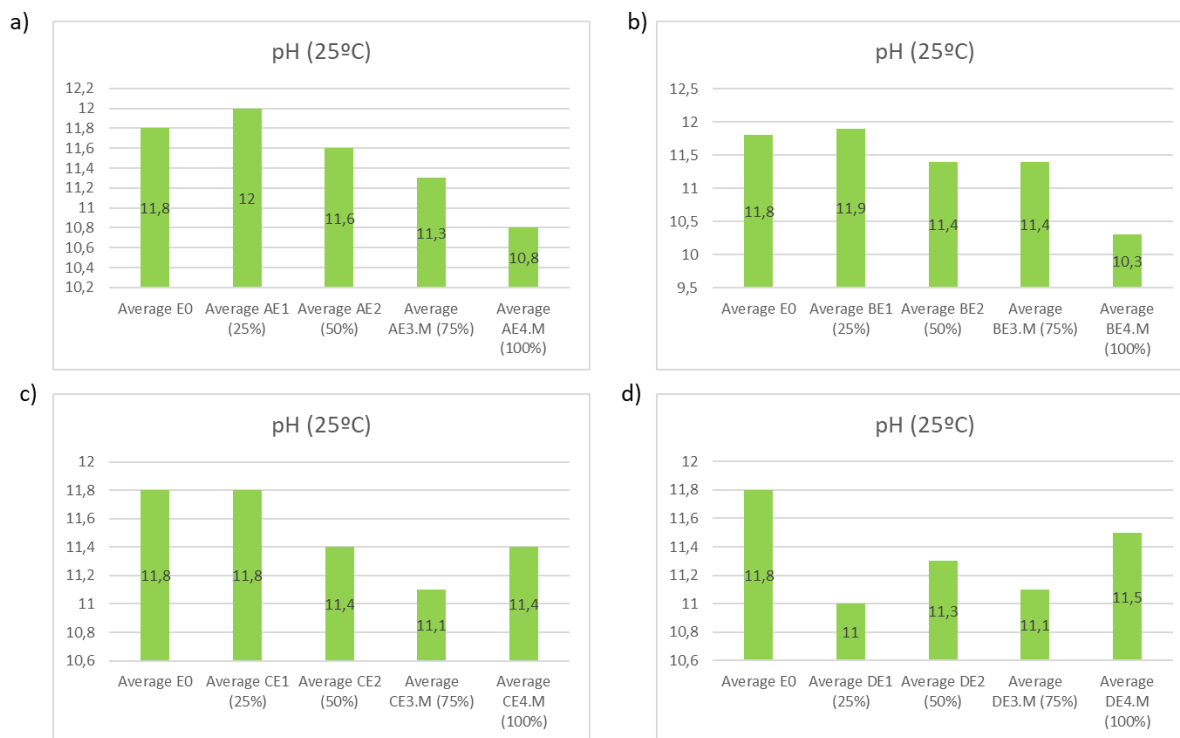 a)
pH (25ºC)
12,2
12
11,8
11,6
11,4
11,2
11
10,8
10,6
10,4
10,2
11,8
12
11,6
11,3
10,8
Average E0
Average AE1
(25%)
Average AE2
(50%)
Average
AE3.M (75%)
Average
AE4.M
(100%)
b)
pH (25ºC)
12,5
12
11,5
11
10,5
10
9,5
11,8
11,9
11,4
11,4
10,3
Average E0
Average BE1
(25%)
Average BE2
(50%)
Average
BE3.M (75%)
Average
BE4.M
(100%)
c)
pH (25ºC)
12
11,8
11,6
11,4
11,2
11
10,8
10,6
11,8
11,8
11,4
11,1
11,4
Average E0
Average CE1
(25%)
Average CE2
(50%)
Average
CE3.M (75%)
Average
CE4.M
(100%)
d)
pH (25ºC)
12
11,8
11,6
11,4
11,2
11
10,8
10,6
11,8
11
11,3
11,1
11,5
Average E0
Average DE1
(25%)
Average DE2
(50%)
Average
DE3.M (75%)
Average
DE4.M
(100%)